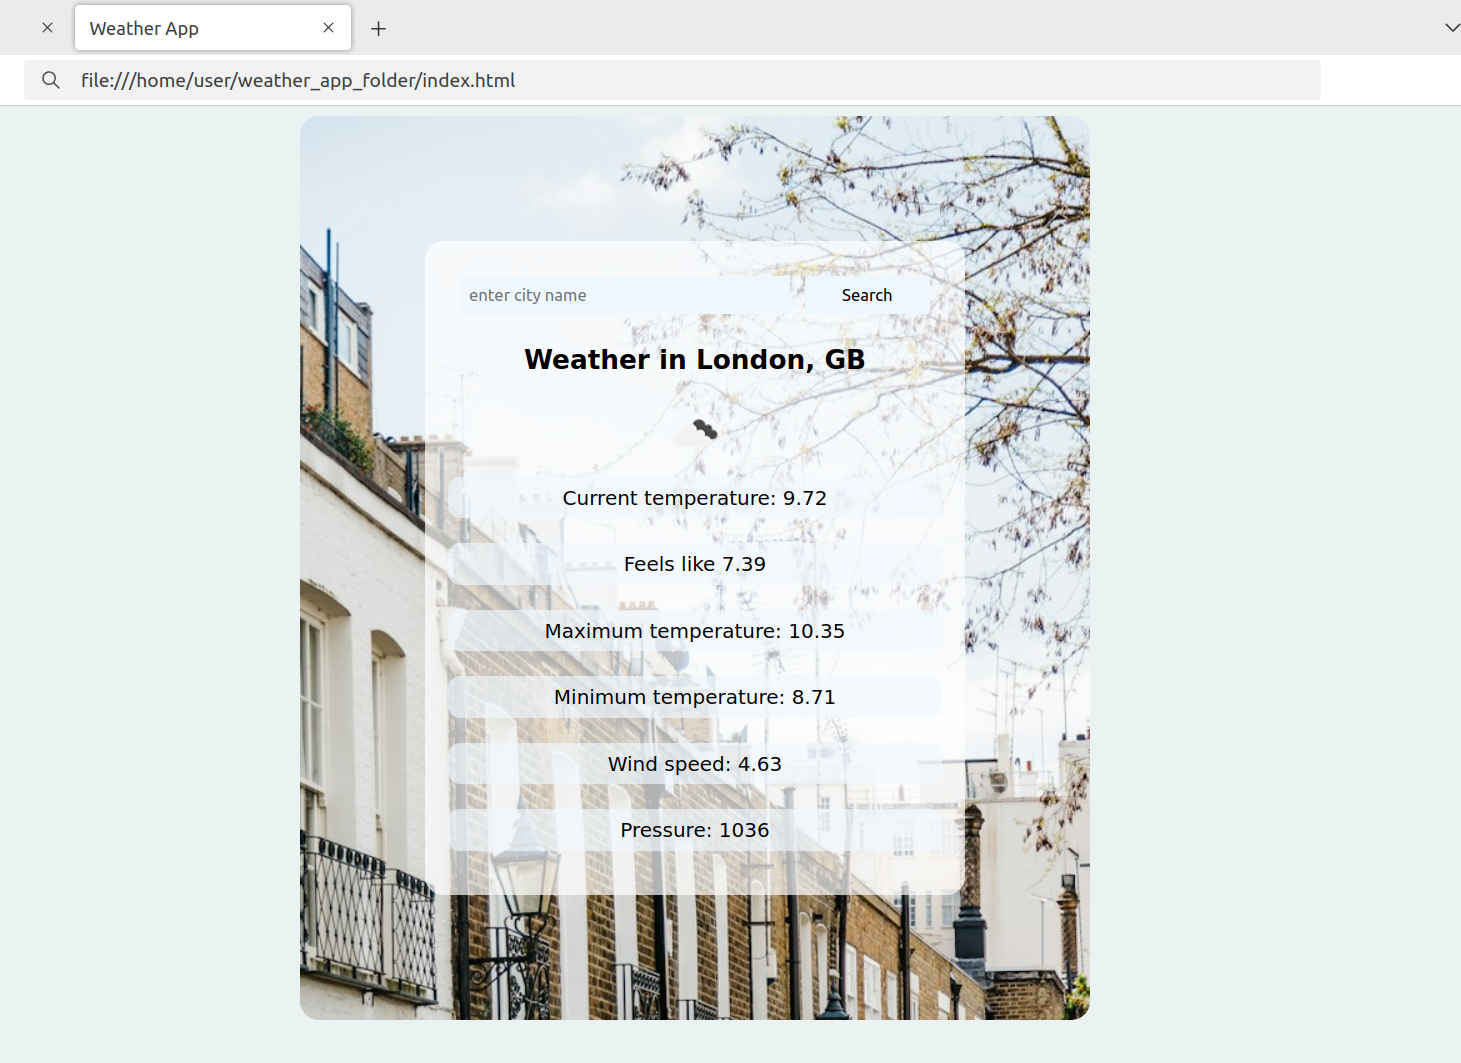 Weather App
file:///home/user/weather_app_folder/index.html
enter city name Search
Weather in London, GB
Current temperature: 9.72
Feels like 7.39
Maximum temperature: 10.35
Minimum temperature: 8.71
Wind speed: 4.63
Pressure: 1036